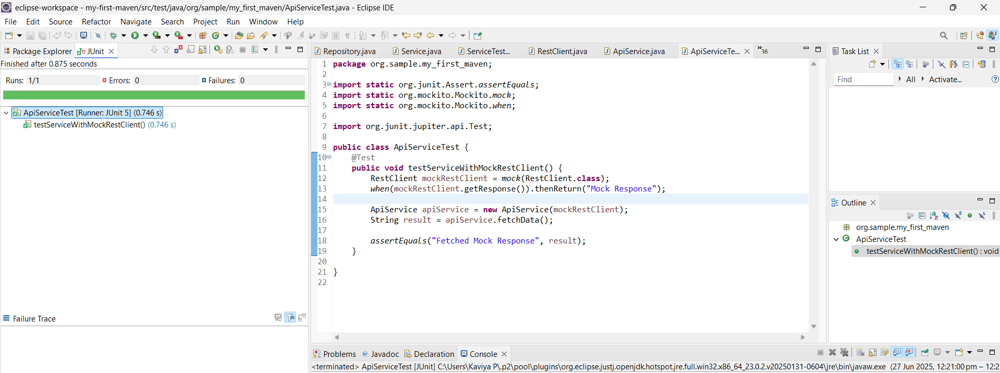 eclipse-workspace - my-first-maven/src/test/java/org/sample/my_first_maven/ApiServiceTest.java - Eclipse IDE
File Edit Source Refactor Navigate Search Project Run Window Help
Package Explorer JUnit
Finished after 0.875 seconds
Runs: 1/1 Errors: 0 Failures: 0
ApiServiceTest [Runner: JUnit 5] (0.746 s)
testServiceWithMockRestClient() (0.746 s)
Failure Trace
Repository.java Service.java ServiceTest... RestClient.java ApiService.java ApiServiceTe... »36
1 package org.sample.my_first_maven;
2
3 import static org.junit.Assert.assertEquals;
4 import static org.mockito.Mockito.mock;
5 import static org.mockito.Mockito.when;
6
7 import org.junit.jupiter.api.Test;
8
9 public class ApiServiceTest {
10 @Test
11 public void testServiceWithMockRestClient() {
12 RestClient mockRestClient = mock(RestClient.class);
13 when(mockRestClient.getResponse()).thenReturn("Mock Response");
14
15 ApiService apiService = new ApiService(mockRestClient);
16 String result = apiService.fetchData();
17
18 assertEquals("Fetched Mock Response", result);
19 }
20
21 }
22
Task List
Find All Activate...
Outline
org.sample.my_first_maven
ApiServiceTest
testServiceWithMockRestClient() : void
Problems @ Javadoc Declaration Console
<terminated> ApiServiceTest [JUnit] C:\Users\Kaviya P\.p2\pool\plugins\org.eclipse.justj.openjdk.hotspot.jre.full.win32.x86_64_23.0.2.v20250131-0604\jre\bin\javaw.exe (27 Jun 2025, 12:21:00 pm – 12:2